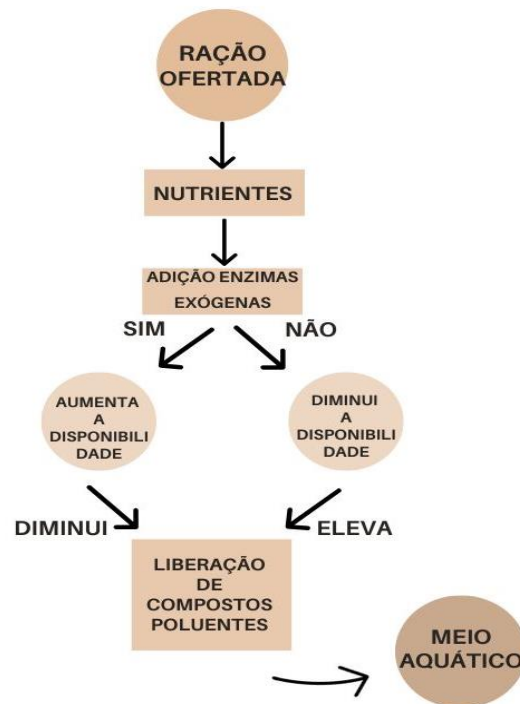 RAÇÃO
OFERTADA
NUTRIENTES
ADIÇÃO ENZIMAS
EXÓGENAS
SIM
NÃO
AUMENTA
A
DISPONIBILI
DADE
DIMINUI
A
DISPONIBILI
DADE
DIMINUI
ELEVA
LIBERAÇÃO
DE
COMPOSTOS
POLUENTES
MEIO
AQUÁTICO